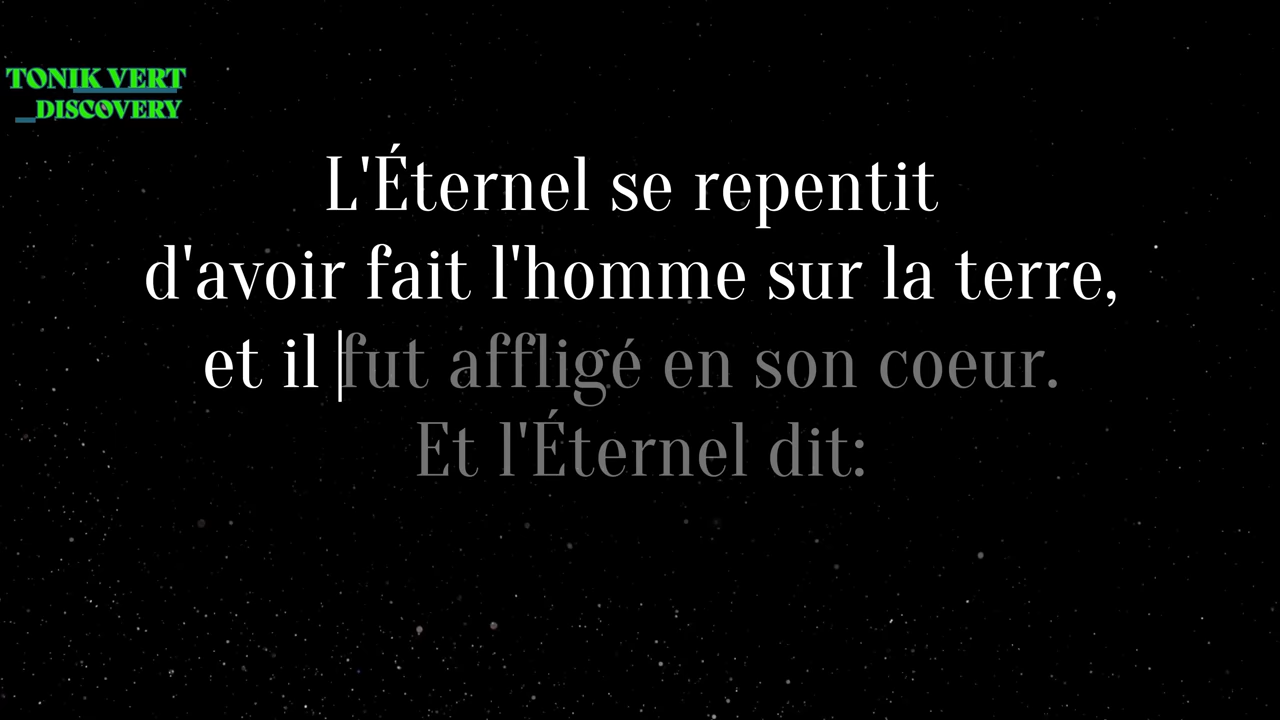 TONIK VERT
DISCOVERY
L'Éternel se repentit
d'avoir fait l'homme sur la terre,
et il fut affligé en son coeur.
Et l'Éternel dit: